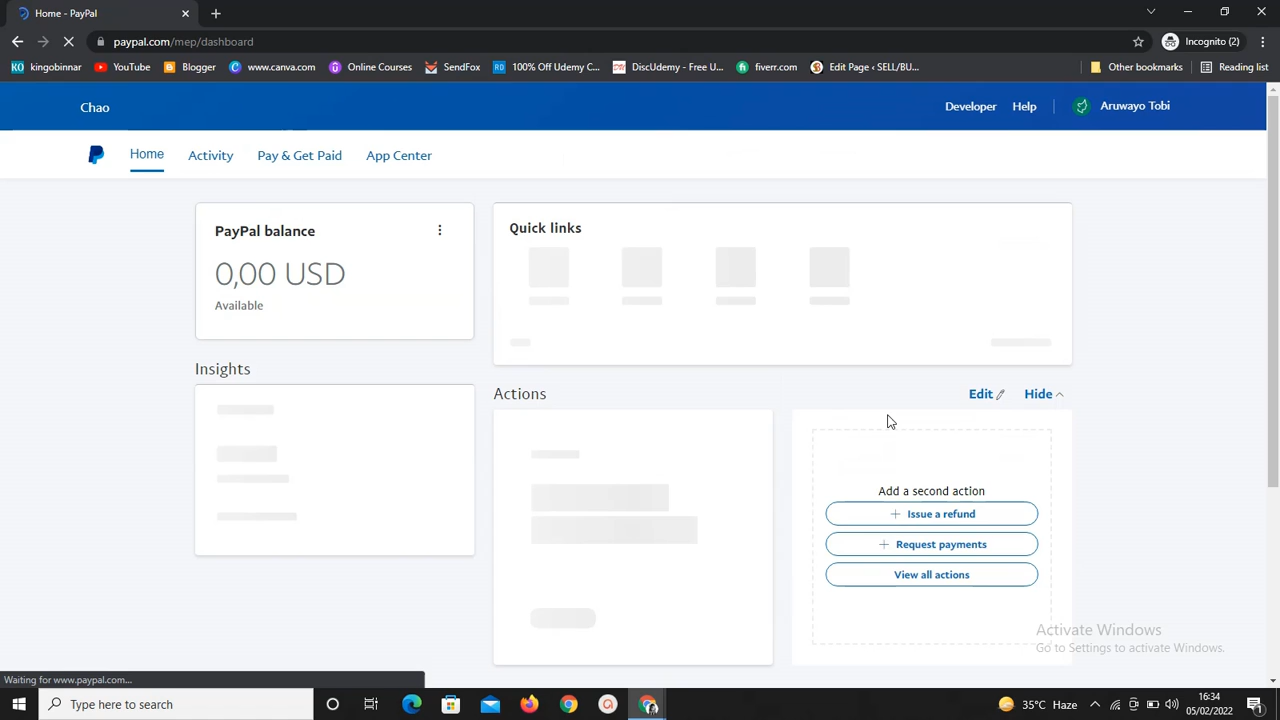 Home - PayPal
paypal.com/mep/dashboard
Incognito (2)
kingobinnar
YouTube
Blogger
www.canva.com
Online Courses
SendFox
100% Off Udemy C...
DiscUdemy - Free U...
fiverr.com
Edit Page ‹ SELL/BU...
Other bookmarks
Reading list
Chao
Developer
Help
Aruwayo Tobi
Home
Activity
Pay & Get Paid
App Center
PayPal balance
0,00 USD
Available
Quick links
Insights
Actions
Edit
Hide
Add a second action
Issue a refund
Request payments
View all actions
Activate Windows
Go to Settings to activate Windows.
Waiting for www.paypal.com...
Type here to search
35°C Haze
16:34
05/02/2022